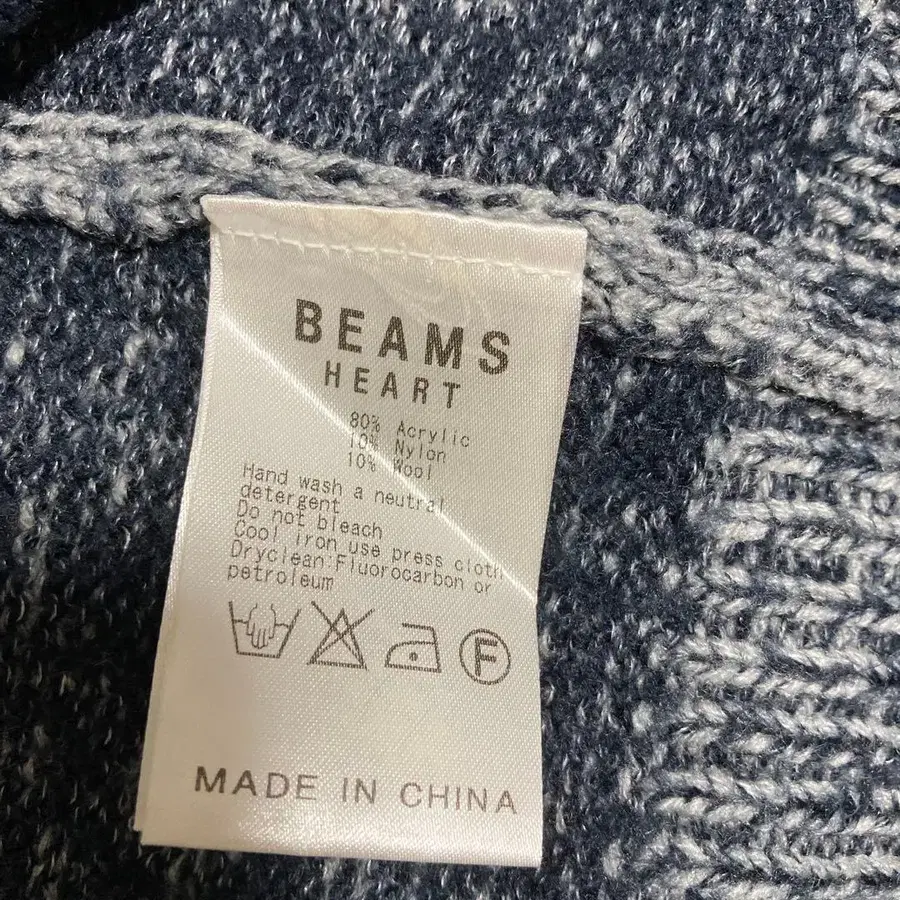 BEAMS
HEART
80% Acrylic
10% Nylon
10% Wool
Hand wash a neutral
detergent
Do not bleach
Cool iron use press cloth
Dryclean Fluorocarbon or
petroleum
F
MADE IN CHINA